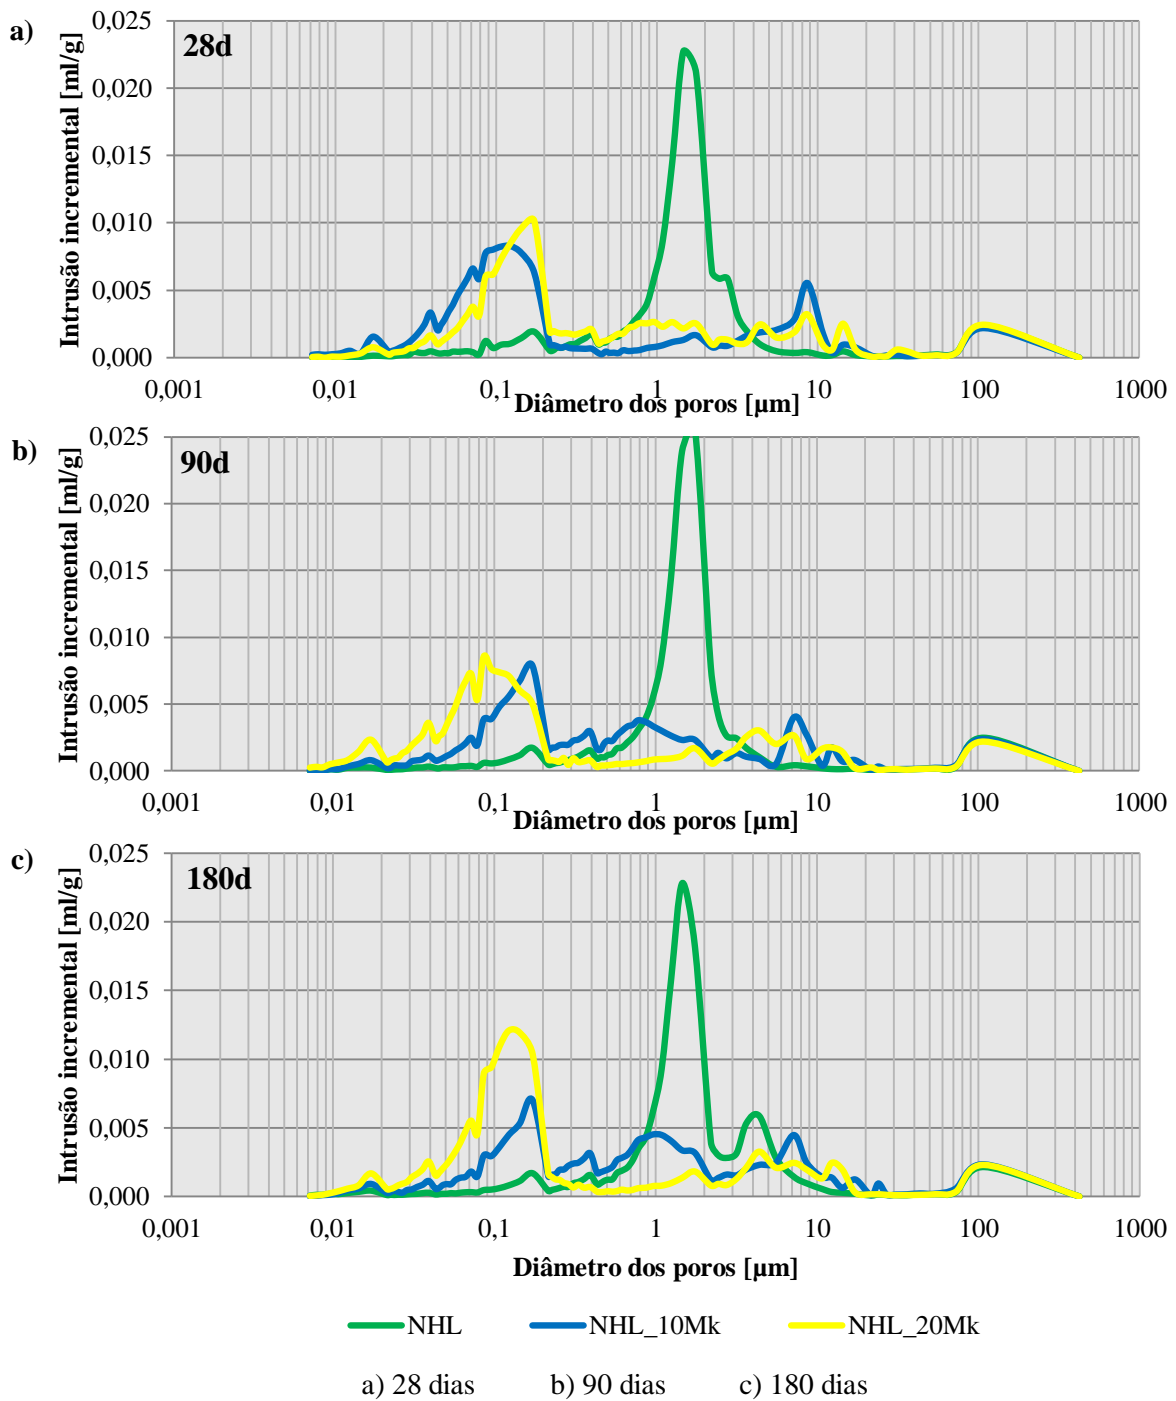 a)
28d
Intrusão incremental [ml/g]
0,025
0,020
0,015
0,010
0,005
0,000
0,001 0,01 0,1 1 10 100 1000
Diâmetro dos poros [µm]
b)
90d
Intrusão incremental [ml/g]
0,025
0,020
0,015
0,010
0,005
0,000
0,001 0,01 0,1 1 10 100 1000
Diâmetro dos poros [µm]
c)
180d
Intrusão incremental [ml/g]
0,025
0,020
0,015
0,010
0,005
0,000
0,001 0,01 0,1 1 10 100 1000
Diâmetro dos poros [µm]
NHL NHL_10Mk NHL_20Mk
a) 28 dias b) 90 dias c) 180 dias